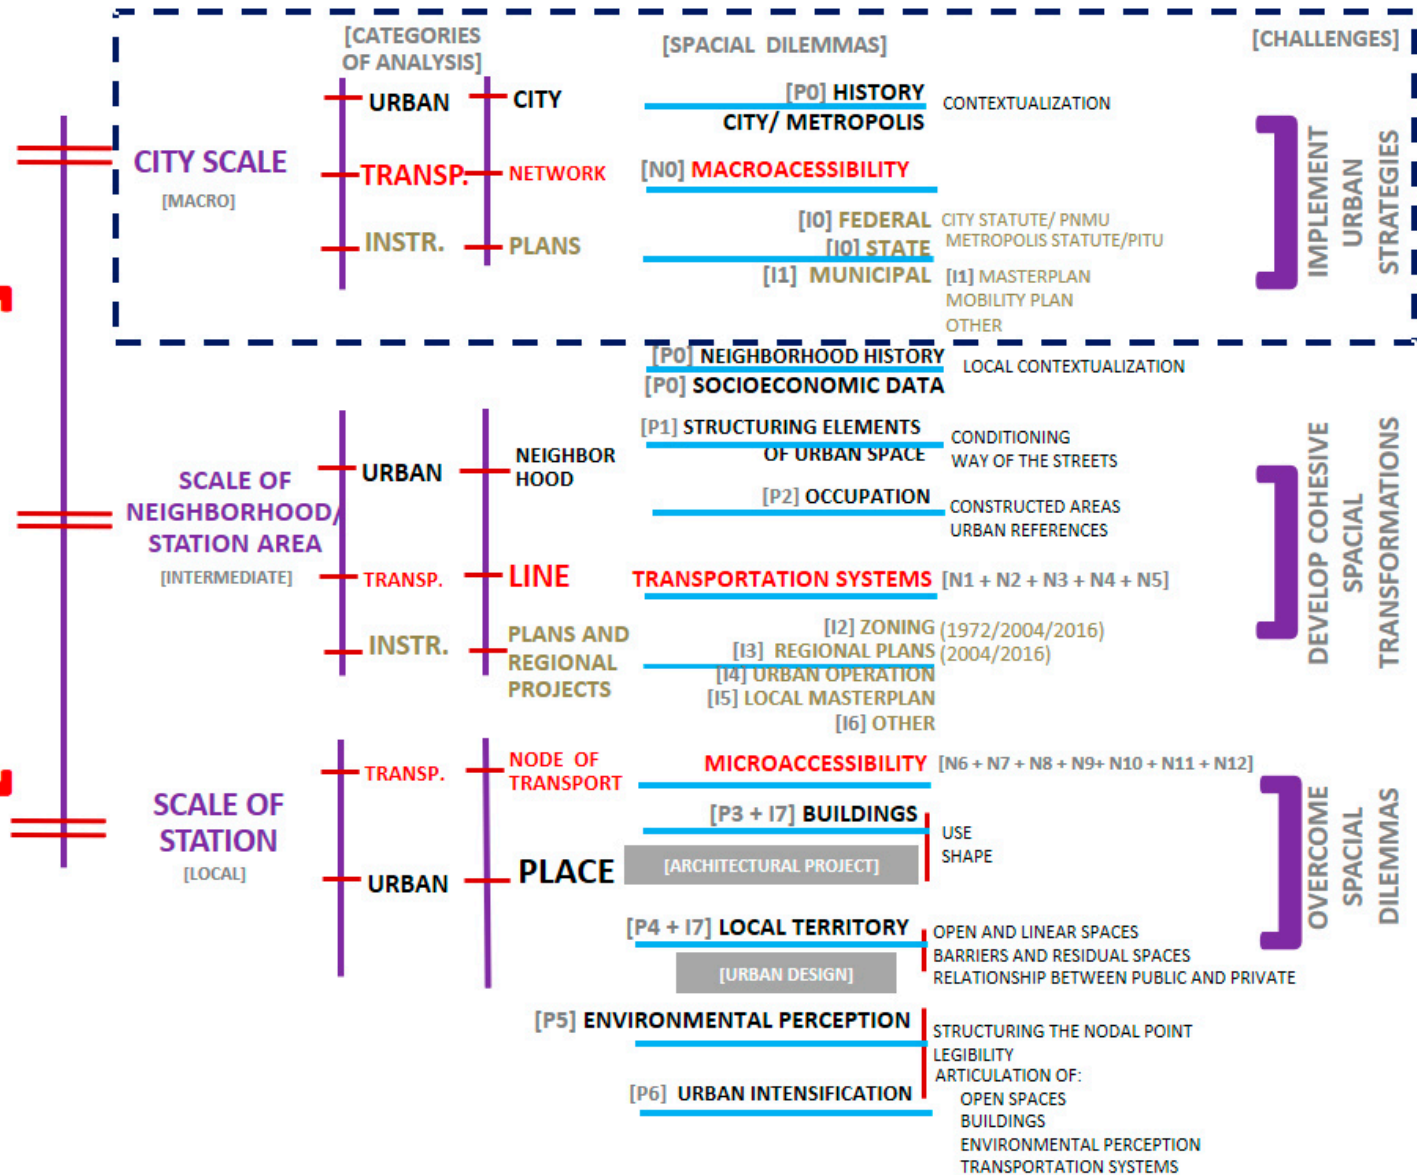 [CATEGORIES
OF ANALYSIS]
[SPACIAL DILEMMAS]
[CHALLENGES]
CITY SCALE
[MACRO]
URBAN
CITY
[P0] HISTORY
CITY/ METROPOLIS
CONTEXTUALIZATION
TRANSP.
NETWORK
[N0] MACROACESSIBILITY
INSTR.
PLANS
[I0] FEDERAL CITY STATUTE/ PNMU
[I0] STATE METROPOLIS STATUTE/PITU
[I1] MUNICIPAL [I1] MASTERPLAN
MOBILITY PLAN
OTHER
IMPLEMENT
URBAN
STRATEGIES
[P0] NEIGHBORHOOD HISTORY
[P0] SOCIOECONOMIC DATA
LOCAL CONTEXTUALIZATION
SCALE OF
NEIGHBORHOOD/
STATION AREA
[INTERMEDIATE]
URBAN
NEIGHBOR
HOOD
[P1] STRUCTURING ELEMENTS
OF URBAN SPACE
CONDITIONING
WAY OF THE STREETS
[P2] OCCUPATION
CONSTRUCTED AREAS
URBAN REFERENCES
TRANSP.
LINE
TRANSPORTATION SYSTEMS [N1 + N2 + N3 + N4 + N5]
INSTR.
PLANS AND
REGIONAL
PROJECTS
[I2] ZONING (1972/2004/2016)
[I3] REGIONAL PLANS (2004/2016)
[I4] URBAN OPERATION
[I5] LOCAL MASTERPLAN
[I6] OTHER
DEVELOP COHESIVE
SPACIAL
TRANSFORMATIONS
SCALE OF
STATION
[LOCAL]
TRANSP.
NODE OF
TRANSPORT
MICROACCESSIBILITY [N6 + N7 + N8 + N9+ N10 + N11 + N12]
URBAN
PLACE
[P3 + I7] BUILDINGS
[ARCHITECTURAL PROJECT]
USE
SHAPE
[P4 + I7] LOCAL TERRITORY
[URBAN DESIGN]
OPEN AND LINEAR SPACES
BARRIERS AND RESIDUAL SPACES
RELATIONSHIP BETWEEN PUBLIC AND PRIVATE
[P5] ENVIRONMENTAL PERCEPTION
[P6] URBAN INTENSIFICATION
STRUCTURING THE NODAL POINT
LEGIBILITY
ARTICULATION OF:
OPEN SPACES
BUILDINGS
ENVIRONMENTAL PERCEPTION
TRANSPORTATION SYSTEMS
OVERCOME
SPACIAL
DILEMMAS